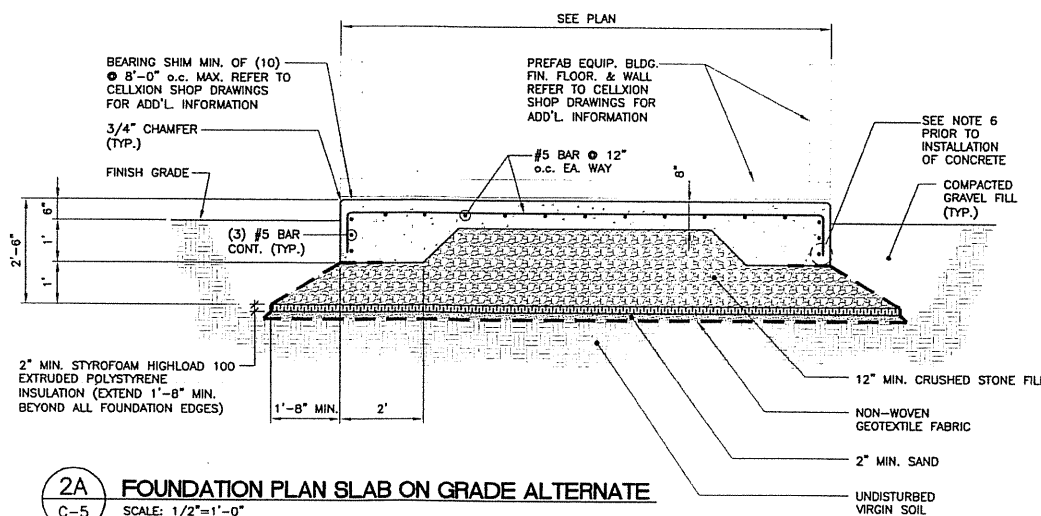 SEE PLAN
BEARING SHIM MIN. OF (10)
@ 8'-0" o.c. MAX. REFER TO
CELLXION SHOP DRAWINGS
FOR ADD'L. INFORMATION
PREFAB EQUIP. BLDG.
FIN. FLOOR. & WALL
REFER TO CELLXION
SHOP DRAWINGS FOR
ADD'L. INFORMATION
3/4" CHAMFER
(TYP.)
SEE NOTE 6
PRIOR TO
INSTALLATION
OF CONCRETE
#5 BAR @ 12"
o.c. EA. WAY
FINISH GRADE
8"
COMPACTED
GRAVEL FILL
(TYP.)
6"
1'
2'-6"
1'
(3) #5 BAR
CONT. (TYP.)
2" MIN. STYROFOAM HIGHLOAD 100
EXTRUDED POLYSTYRENE
INSULATION (EXTEND 1'-8" MIN.
BEYOND ALL FOUNDATION EDGES)
1'-8" MIN.
2'
12" MIN. CRUSHED STONE FILL
NON-WOVEN
GEOTEXTILE FABRIC
2" MIN. SAND
UNDISTURBED
VIRGIN SOIL
2A
C-5
FOUNDATION PLAN SLAB ON GRADE ALTERNATE
SCALE: 1/2"=1'-0"